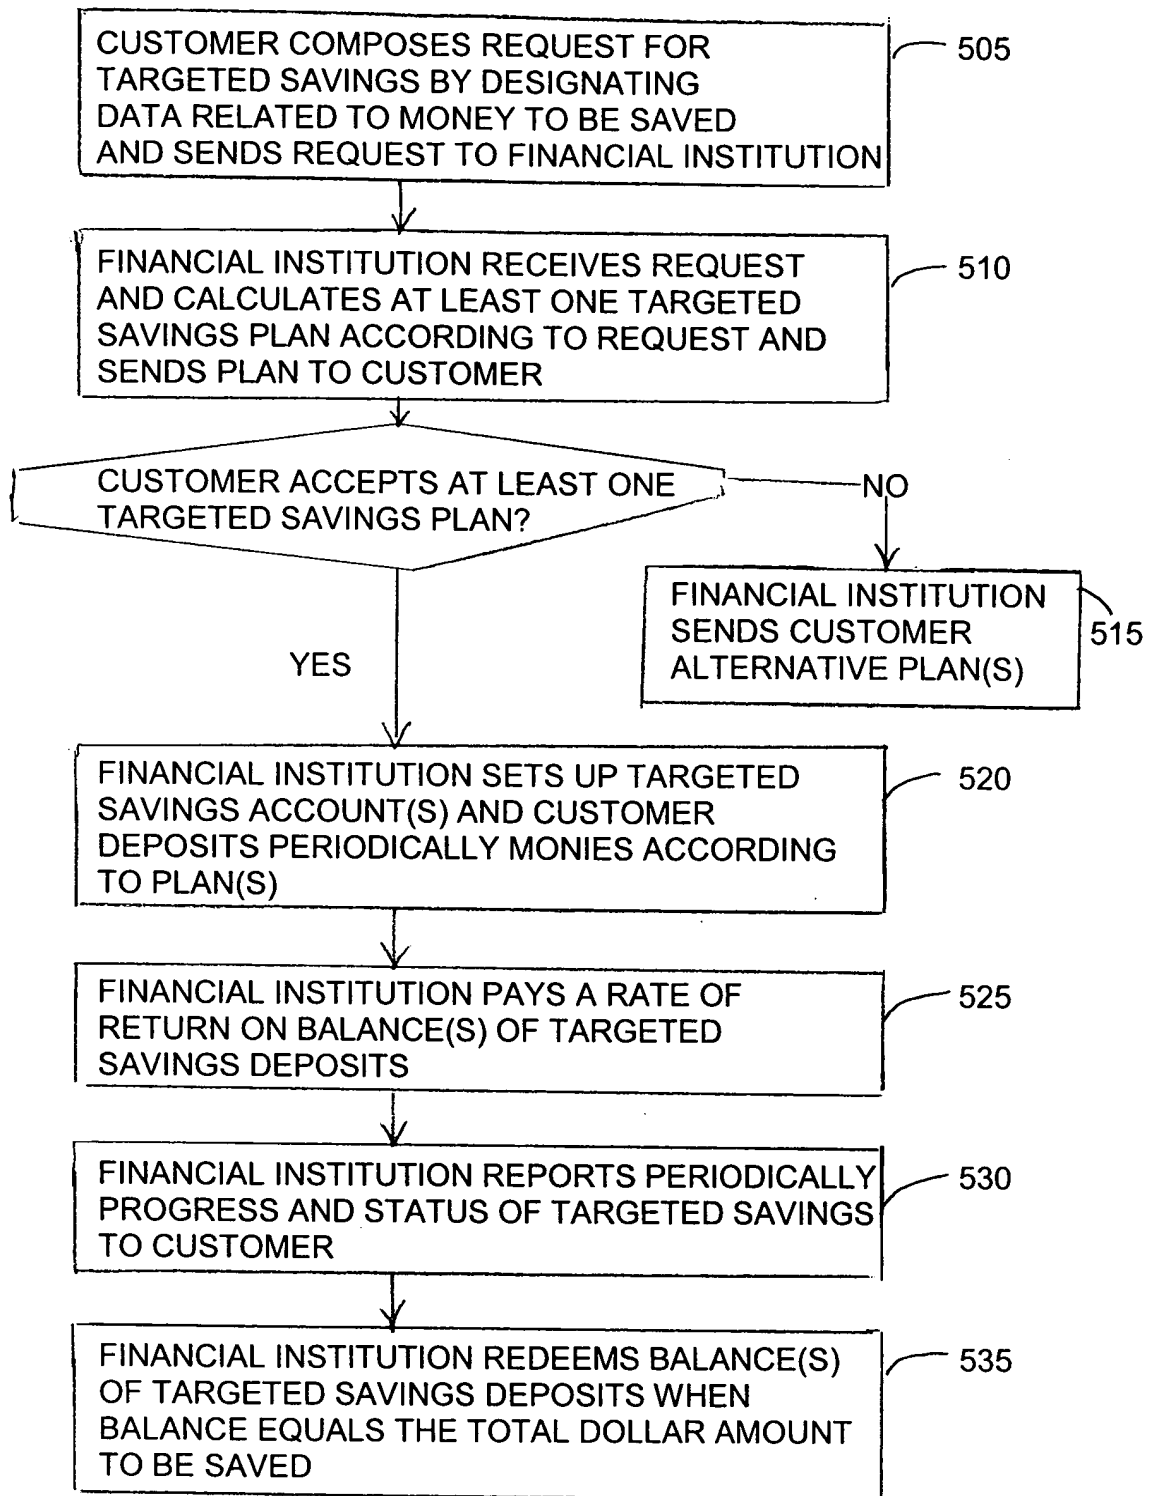 CUSTOMER COMPOSES REQUEST FOR
TARGETED SAVINGS BY DESIGNATING
DATA RELATED TO MONEY TO BE SAVED
AND SENDS REQUEST TO FINANCIAL INSTITUTION
505
FINANCIAL INSTITUTION RECEIVES REQUEST
AND CALCULATES AT LEAST ONE TARGETED
SAVINGS PLAN ACCORDING TO REQUEST AND
SENDS PLAN TO CUSTOMER
510
CUSTOMER ACCEPTS AT LEAST ONE
TARGETED SAVINGS PLAN?
NO
FINANCIAL INSTITUTION
SENDS CUSTOMER
ALTERNATIVE PLAN(S)
515
YES
FINANCIAL INSTITUTION SETS UP TARGETED
SAVINGS ACCOUNT(S) AND CUSTOMER
DEPOSITS PERIODICALLY MONIES ACCORDING
TO PLAN(S)
520
FINANCIAL INSTITUTION PAYS A RATE OF
RETURN ON BALANCE(S) OF TARGETED
SAVINGS DEPOSITS
525
FINANCIAL INSTITUTION REPORTS PERIODICALLY
PROGRESS AND STATUS OF TARGETED SAVINGS
TO CUSTOMER
530
FINANCIAL INSTITUTION REDEEMS BALANCE(S)
OF TARGETED SAVINGS DEPOSITS WHEN
BALANCE EQUALS THE TOTAL DOLLAR AMOUNT
TO BE SAVED
535